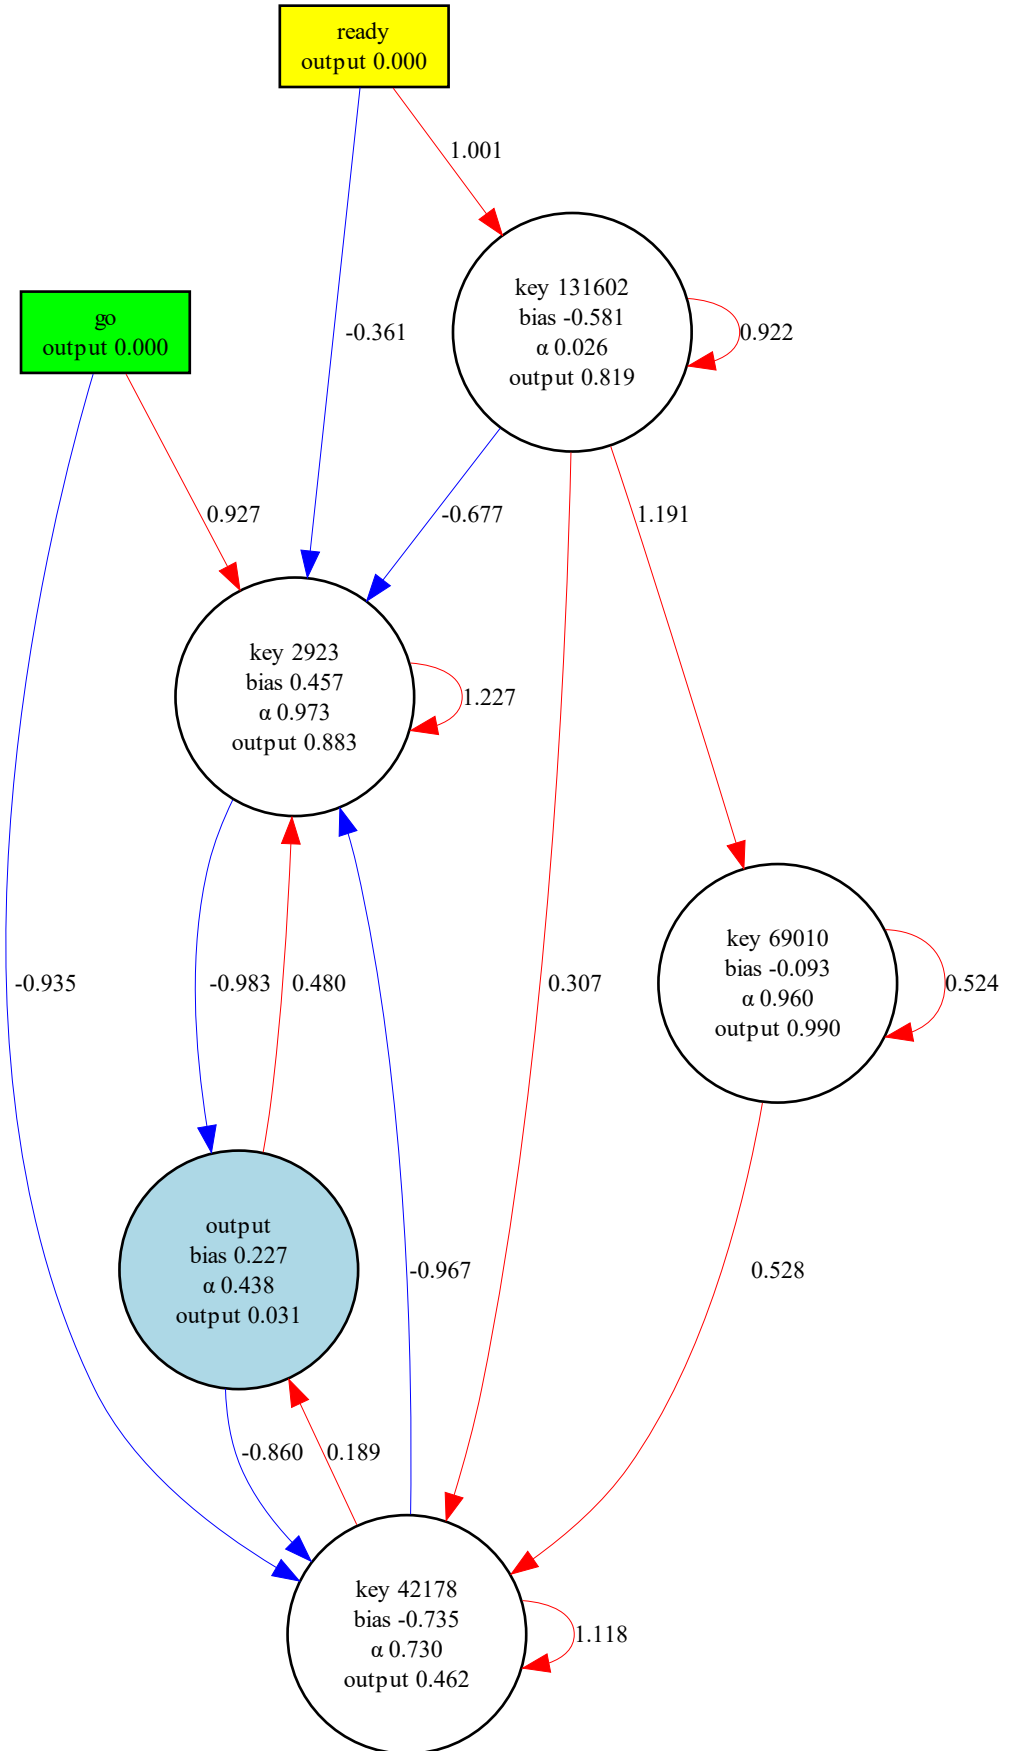 ready
output 0.000
1.001
key 131602
bias -0.581
α 0.026
output 0.819
0.922
go
output 0.000
-0.361
0.927
-0.677
1.191
key 2923
bias 0.457
α 0.973
output 0.883
1.227
-0.935
-0.983
0.480
0.307
key 69010
bias -0.093
α 0.960
output 0.990
0.524
output
bias 0.227
α 0.438
output 0.031
-0.967
0.528
-0.860
0.189
key 42178
bias -0.735
α 0.730
output 0.462
1.118